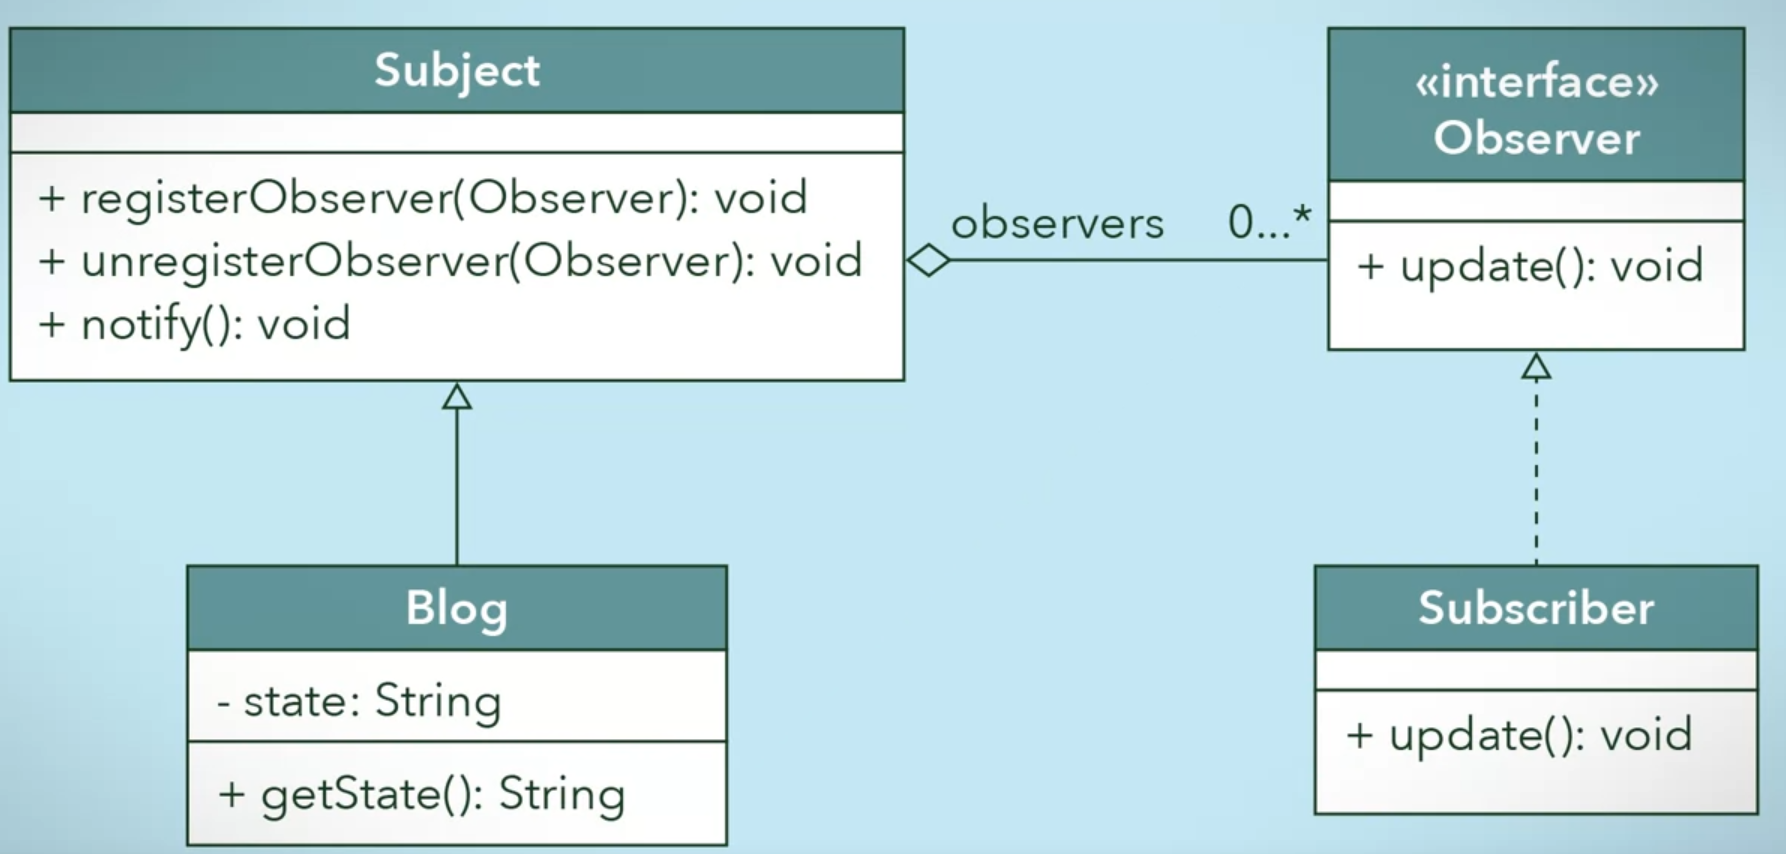 Subject
+ registerObserver(Observer): void
+ unregisterObserver(Observer): void
+ notify(): void
observers 0...*
«interface»
Observer
+ update(): void
Blog
- state: String
+ getState(): String
Subscriber
+ update(): void